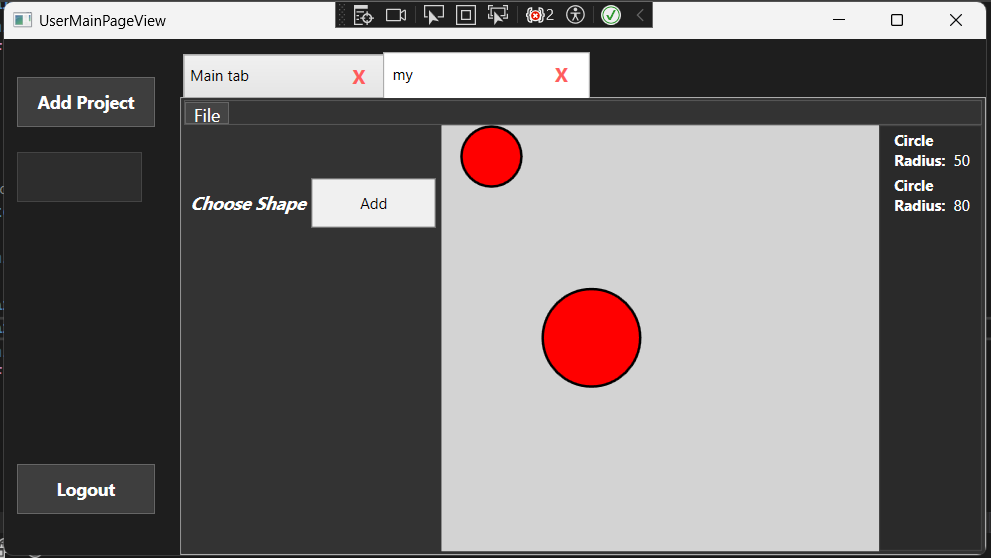 UserMainPageView
2
Main tab X
my X
Add Project
File
Choose Shape
Add
Circle
Radius: 50
Circle
Radius: 80
Logout